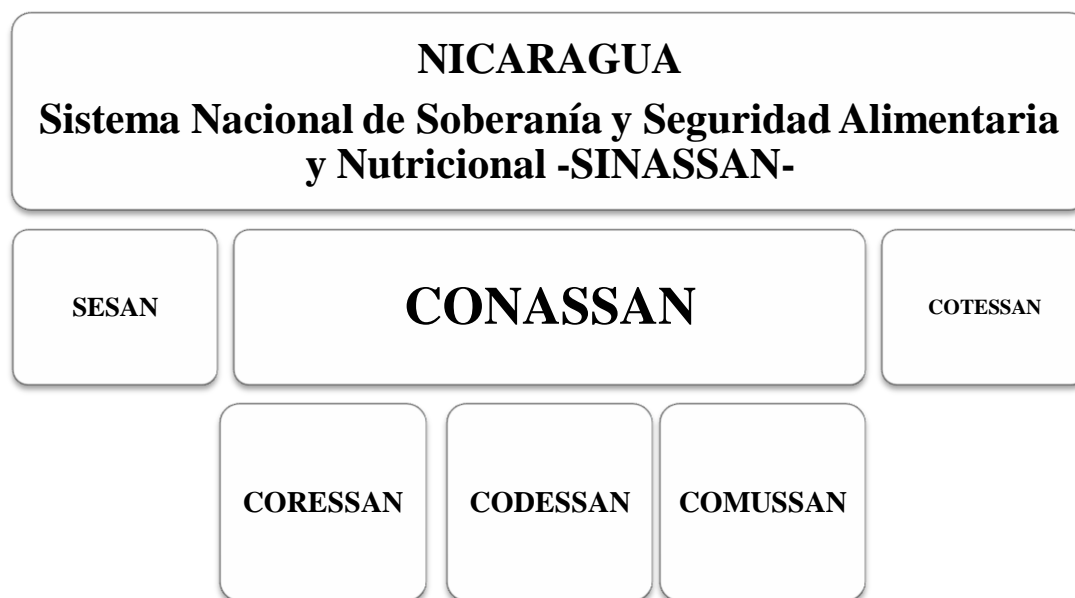 NICARAGUA
Sistema Nacional de Soberanía y Seguridad Alimentaria
y Nutricional -SINASSAN-
SESAN
CONASSAN
COTESSAN
CORESSAN
CODESSAN
COMUSSAN